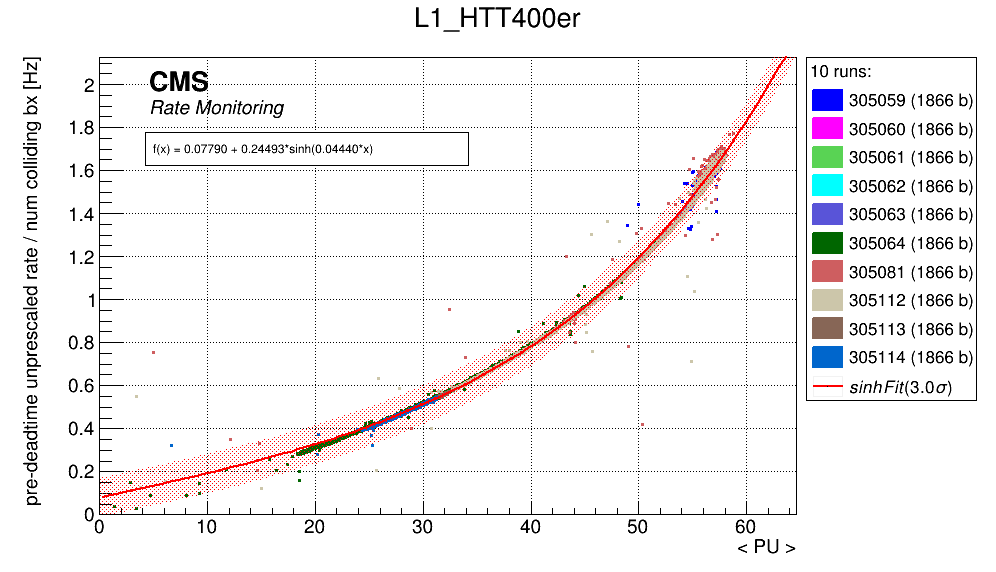 L1_HTT400er
pre-deadtime unprescaled rate / num colliding bx [Hz]
CMS
Rate Monitoring
f(x) = 0.07790 + 0.24493*sinh(0.04440*x)
2
1.8
1.6
1.4
1.2
1
0.8
0.6
0.4
0.2
0
0 10 20 30 40 50 60
< PU >
10 runs:
305059 (1866 b)
305060 (1866 b)
305061 (1866 b)
305062 (1866 b)
305063 (1866 b)
305064 (1866 b)
305081 (1866 b)
305112 (1866 b)
305113 (1866 b)
305114 (1866 b)
sinhFit(3.0σ)